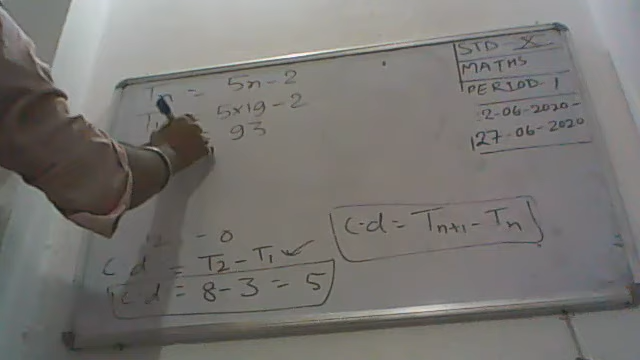 Tn = 5n-2
5×19-2
93
STD-X
MATHS
PERIOD-1
2-06-2020-
27-06-2020
C·d = Tn+1 - Tn
- 0
C d = T2 - T1 ✓
C d = 8-3 = 5